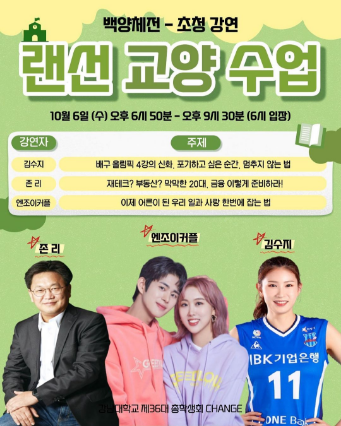 백양체전 - 초청 강연
랜선 교양 수업
10월 6일 (수) 오후 6시 50분 - 오후 9시 30분 (6시 입장)
강연자 주제
김수지 배구 올림픽 4강의 신화, 포기하고 싶은 순간, 멈추지 않는 법
존 리 재테크? 부동산? 막막한 20대, 금융 이렇게 준비하라!
엔조이커플 이제 어른이 된 우리 일과 사랑 한번에 잡는 법
존 리
엔조이커플
김수지
IBK기업은행
11
대학교 제36대 총학생회 CHANGE
ONE Bank